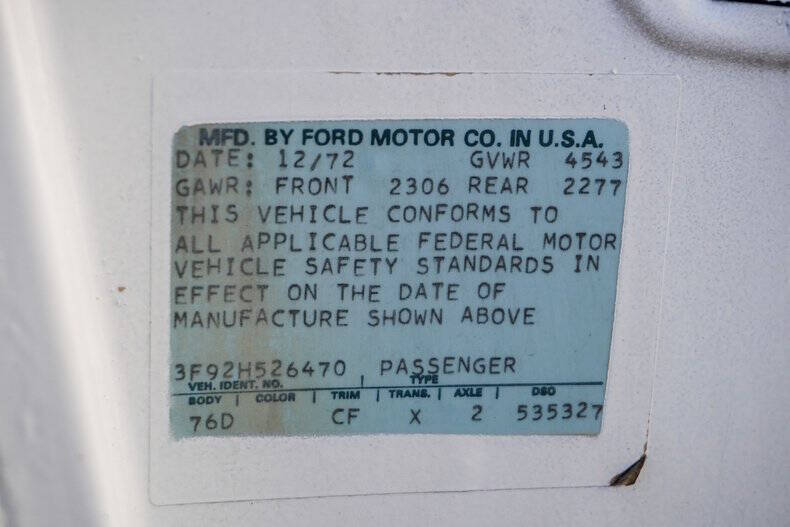 MFD. BY FORD MOTOR CO. IN U.S.A.
DATE: 12/72 GVWR 4543
GAWR: FRONT 2306 REAR 2277
THIS VEHICLE CONFORMS TO
ALL APPLICABLE FEDERAL MOTOR
VEHICLE SAFETY STANDARDS IN
EFFECT ON THE DATE OF
MANUFACTURE SHOWN ABOVE
3F92H526470 PASSENGER
VEH. IDENT. NO. | TYPE
BODY | COLOR | TRIM | TRANS. | AXLE | DSO
76D CF X 2 535327